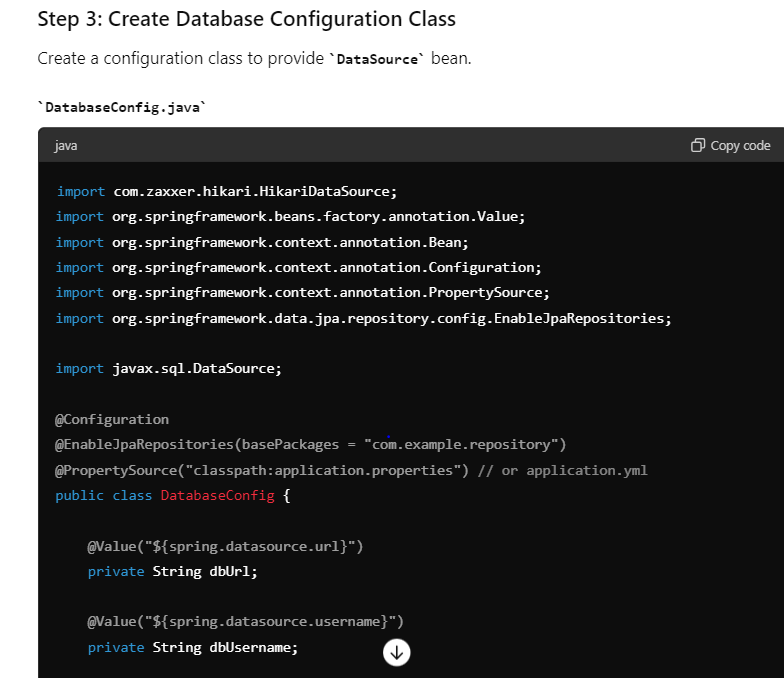 Step 3: Create Database Configuration Class
Create a configuration class to provide `DataSource` bean.
`DatabaseConfig.java`
java
Copy code
import com.zaxxer.hikari.HikariDataSource;
import org.springframework.beans.factory.annotation.Value;
import org.springframework.context.annotation.Bean;
import org.springframework.context.annotation.Configuration;
import org.springframework.context.annotation.PropertySource;
import org.springframework.data.jpa.repository.config.EnableJpaRepositories;
import javax.sql.DataSource;
@Configuration
@EnableJpaRepositories(basePackages = "com.example.repository")
@PropertySource("classpath:application.properties") // or application.yml
public class DatabaseConfig {
@Value("${spring.datasource.url}")
private String dbUrl;
@Value("${spring.datasource.username}")
private String dbUsername;